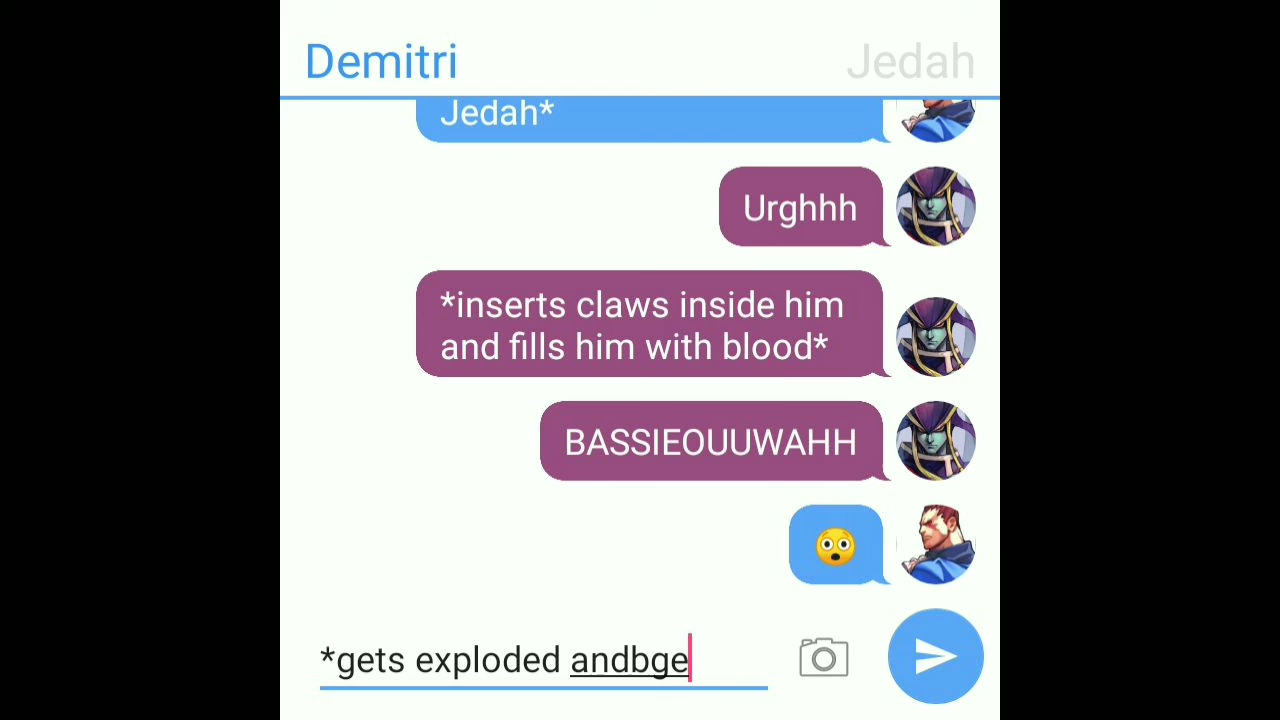 Demitri
Jedah
Jedah*
Urghhh
*inserts claws inside him
and fills him with blood*
BASSIEOUUWAHH
😲
*gets exploded andbge